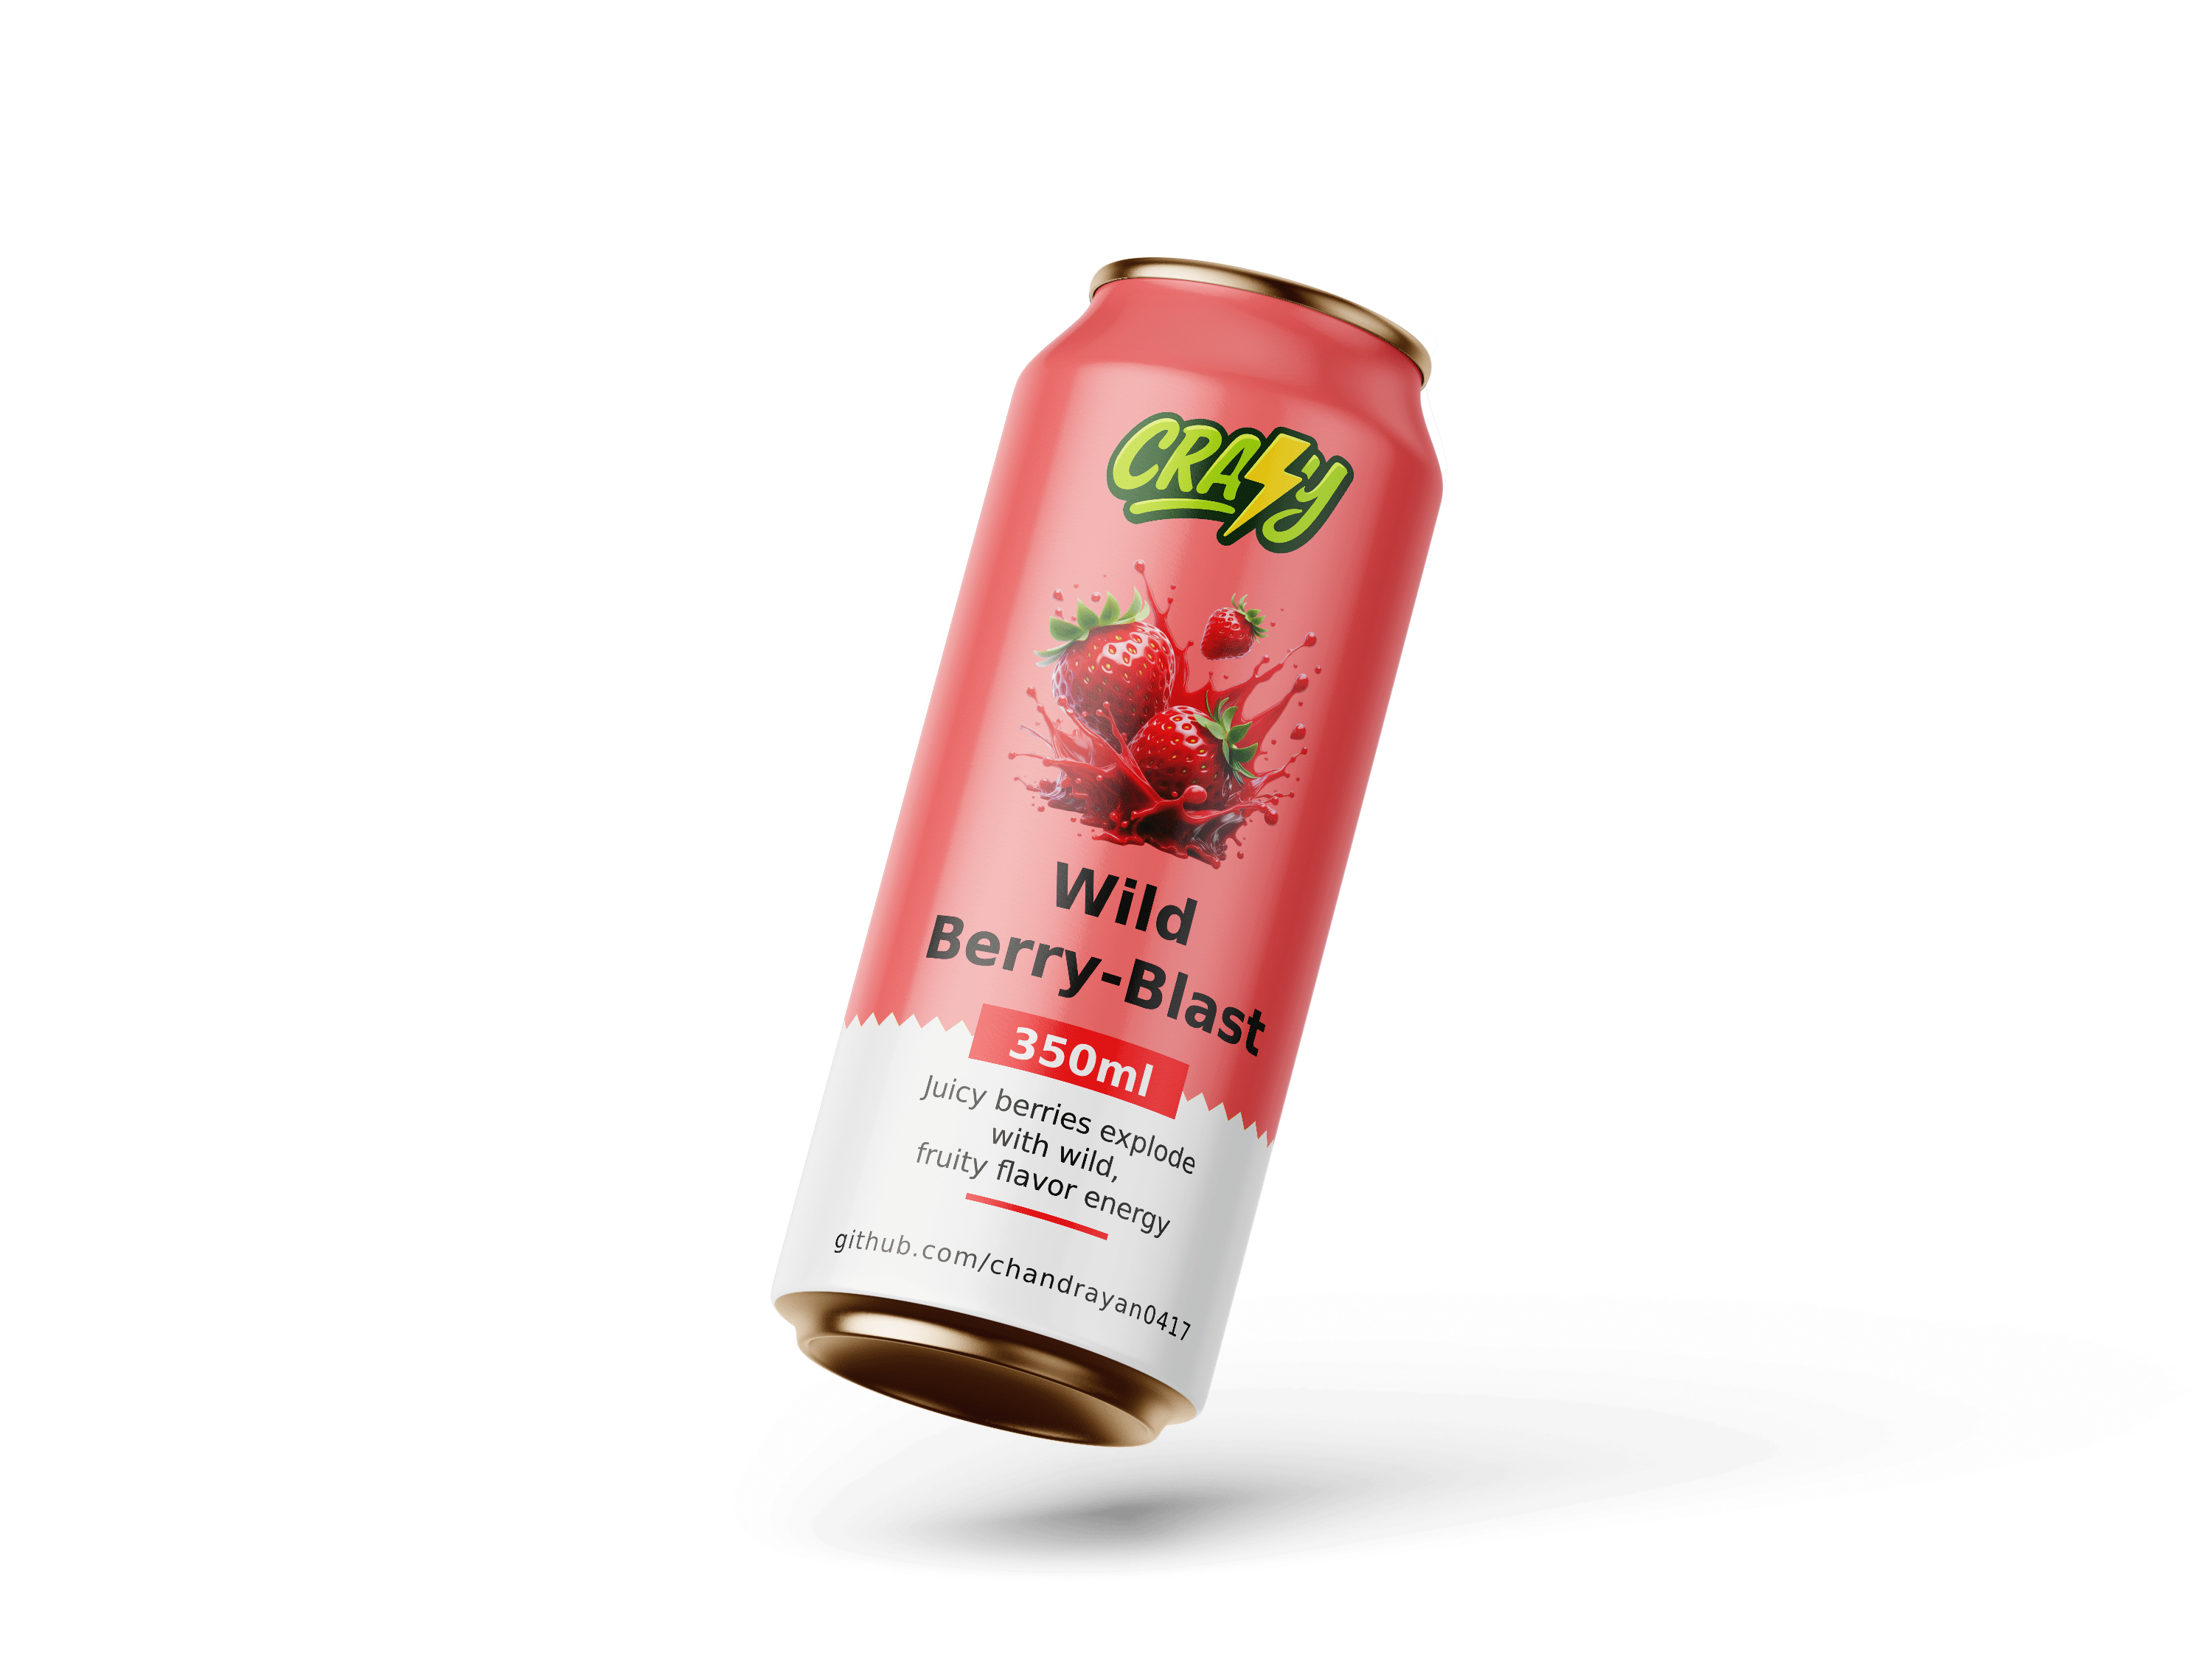 CRAZY
Wild
Berry-Blast
350ml
Juicy berries explode
with wild,
fruity flavor energy
github.com/chandrayan0417